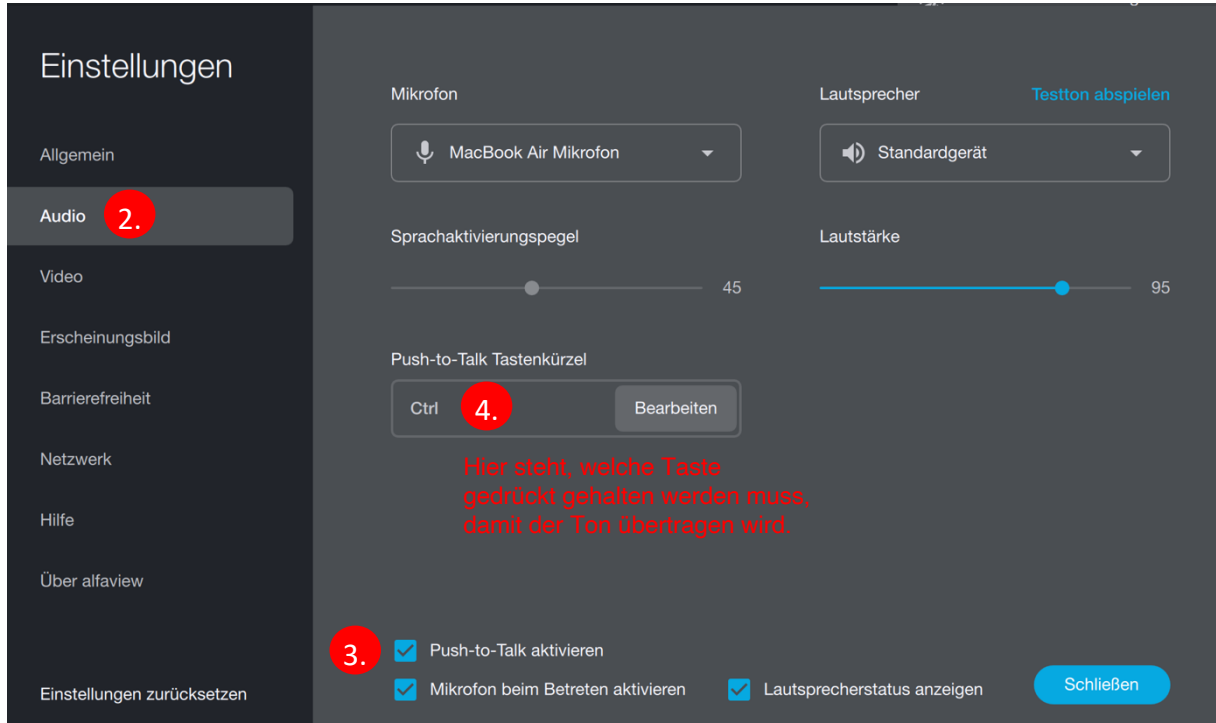 Einstellungen
Allgemein
Audio 2.
Video
Erscheinungsbild
Barrierefreiheit
Netzwerk
Hilfe
Über alfaview
Einstellungen zurücksetzen
Mikrofon
MacBook Air Mikrofon
Lautsprecher Testton abspielen
Standardgerät
Sprachaktivierungspegel
45
Lautstärke
95
Push-to-Talk Tastenkürzel
Ctrl 4. Bearbeiten
Hier steht, welche Taste
gedrückt gehalten werden muss,
damit der Ton übertragen wird.
3. Push-to-Talk aktivieren
Mikrofon beim Betreten aktivieren
Lautsprecherstatus anzeigen
Schließen